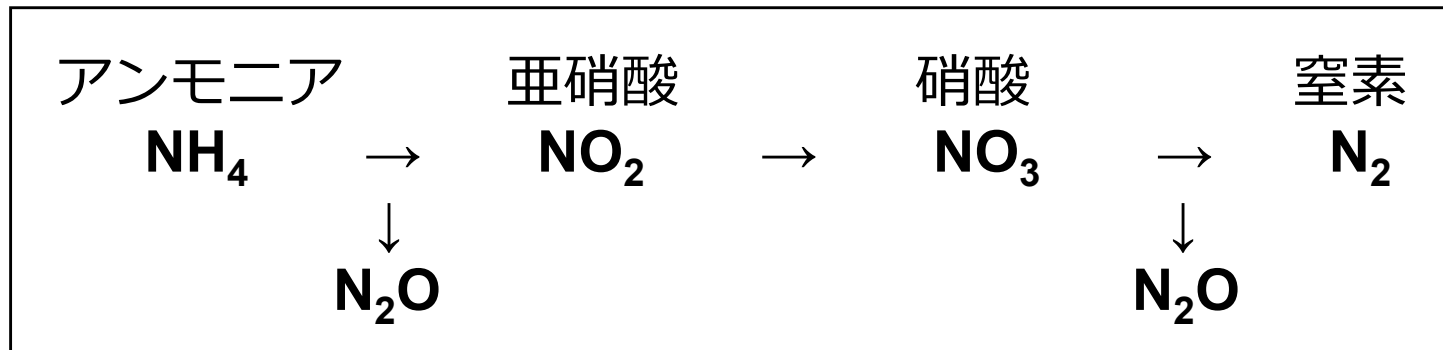 アンモニア 亜硝酸 硝酸 窒素
NH₄ → NO₂ → NO₃ → N₂
↓ ↓
N₂O N₂O